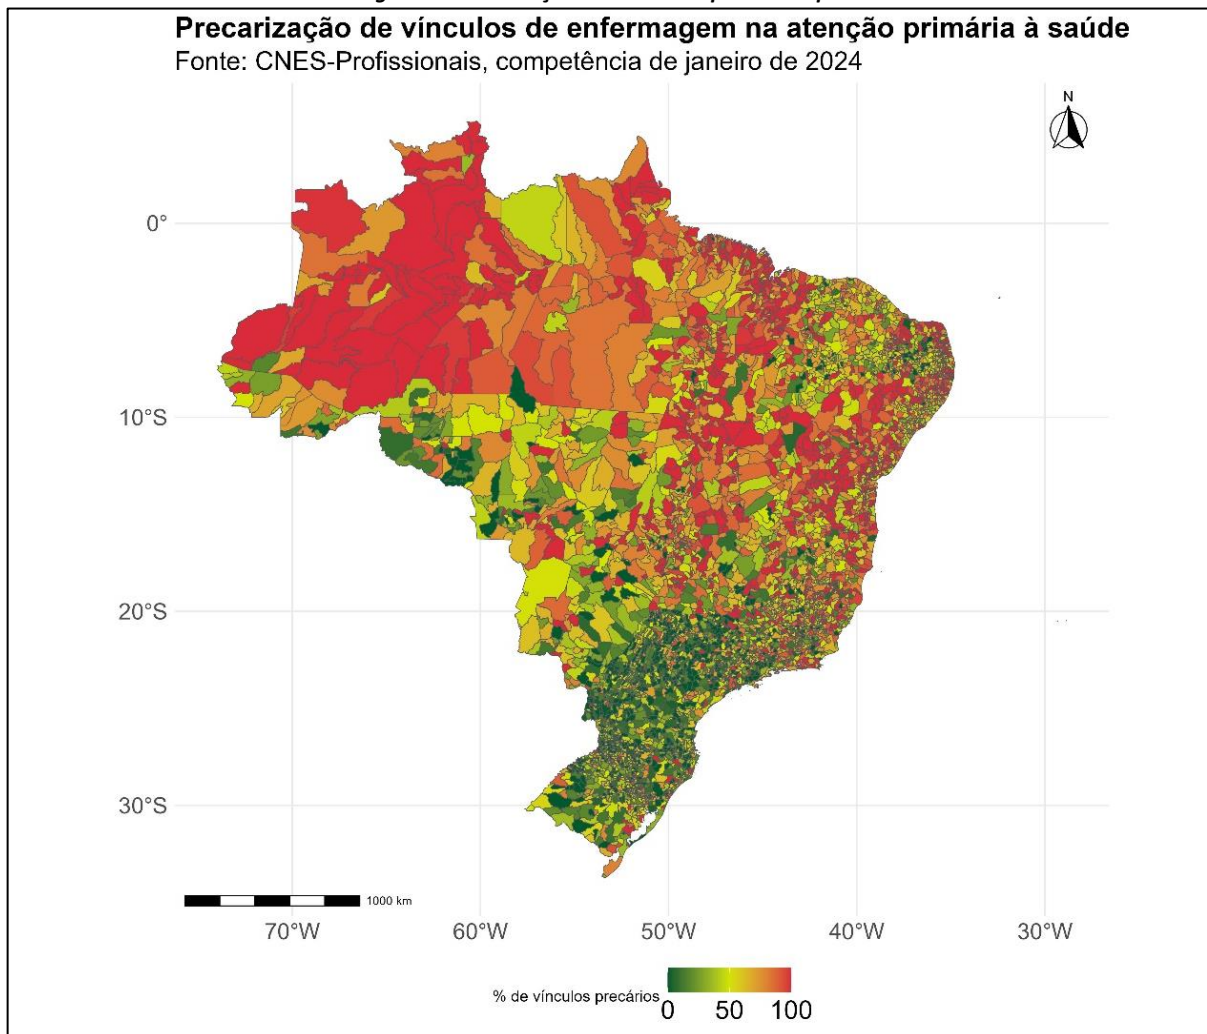 Precarização de vínculos de enfermagem na atenção primária à saúde
Fonte: CNES-Profissionais, competência de janeiro de 2024
N
0°
10°S
20°S
30°S
1000 km
70°W 60°W 50°W 40°W 30°W
% de vínculos precários
0 50 100